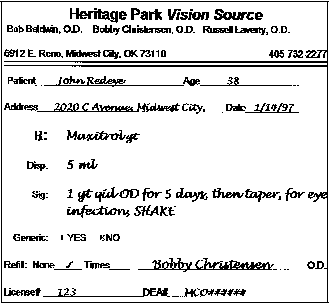 Heritage Park Vision Source
Bob Baldwin, O.D. Bobby Christensen, O.D. Russell Laverty, O.D.
6912 E. Reno, Midwest City, OK 73110 405 732-2277
Patient John Redeye Age 38
Address 2020 C Avenue, Midwest City, Date 1/14/97
R: Maxitrol gt
Disp. 5 ml
Sig: 1 gt qid OD for 5 days, then taper, for eye
infection, SHAKE
Generic: YES NO
Refill: None Times Bobby Christensen O.D.
License# 123 DEA# MCO######